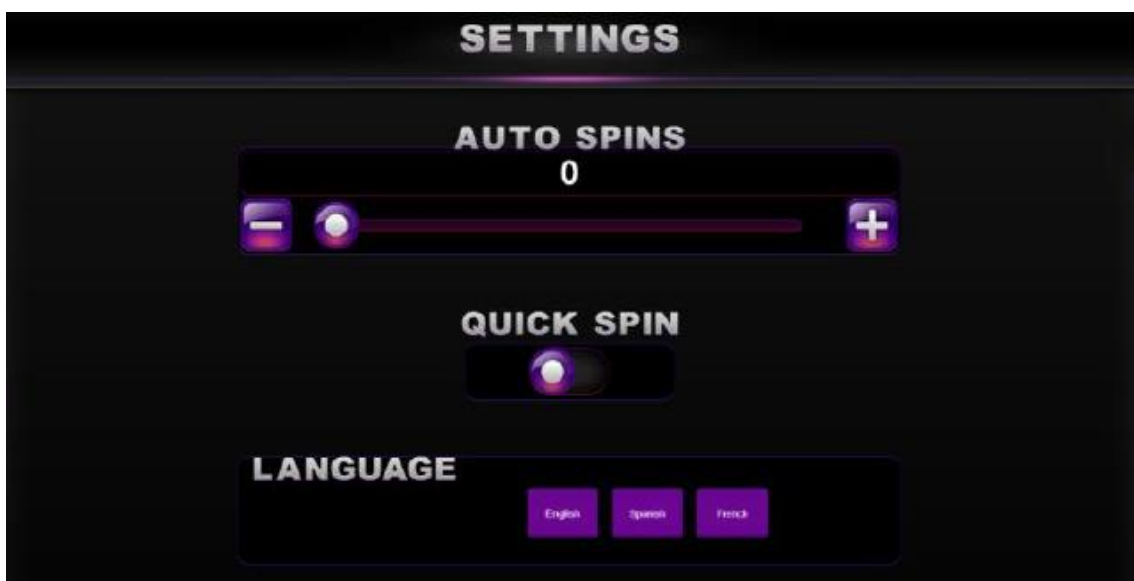 SETTINGS
AUTO SPINS
0
QUICK SPIN
LANGUAGE
English Spanish French